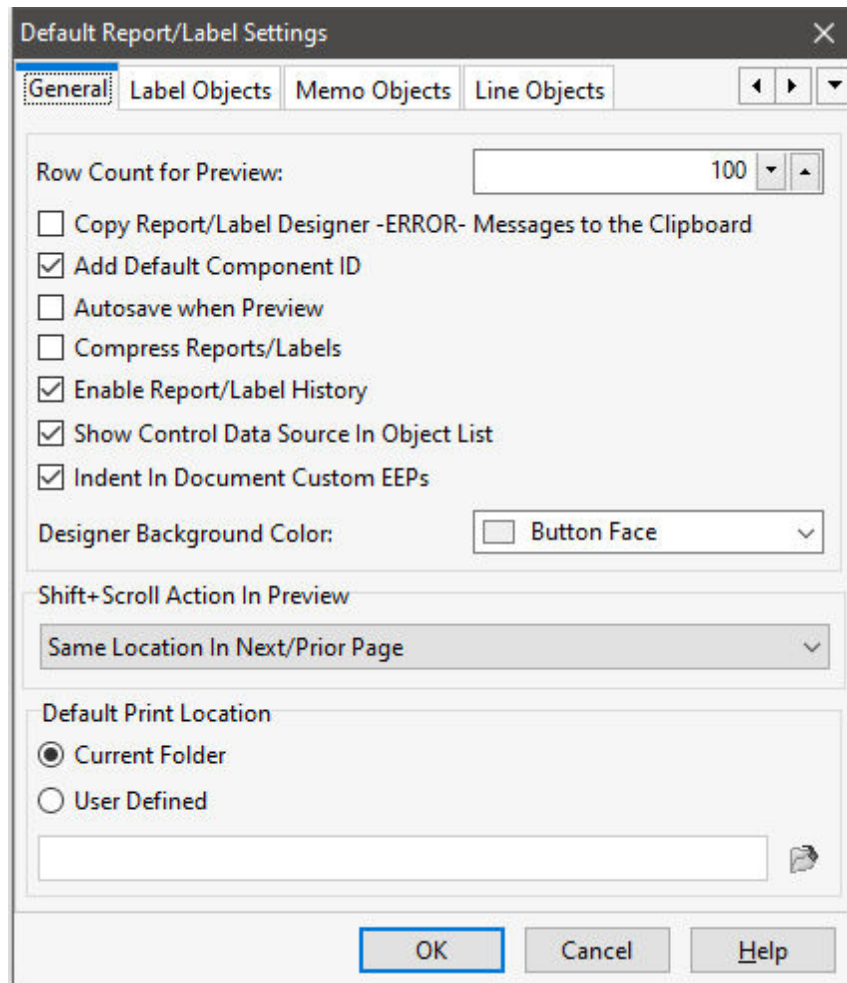 Default Report/Label Settings
General Label Objects Memo Objects Line Objects
Row Count for Preview: 100
Copy Report/Label Designer -ERROR- Messages to the Clipboard
Add Default Component ID
Autosave when Preview
Compress Reports/Labels
Enable Report/Label History
Show Control Data Source In Object List
Indent In Document Custom EEPs
Designer Background Color: Button Face
Shift+Scroll Action In Preview
Same Location In Next/Prior Page
Default Print Location
Current Folder
User Defined
OK Cancel Help